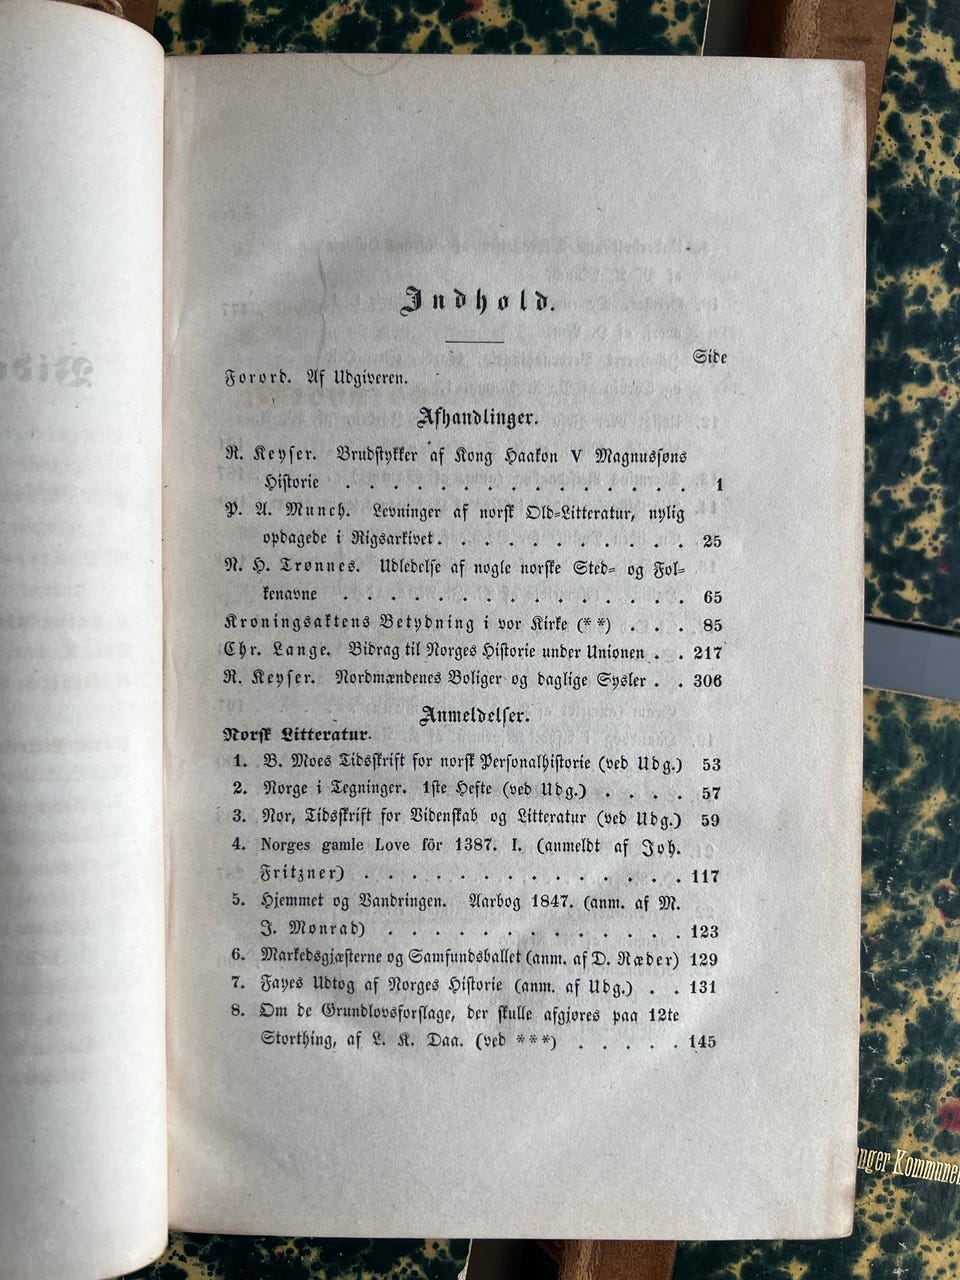 Indhold.
Side
Forord. Af Udgiveren.
Afhandlinger.
R. Keyser. Brudstykker af Kong Haakon V Magnussøns
Historie . . . . . . . . . . . . . . . 1
P. A. Munch. Levninger af norsk Old-Litteratur, nylig
opdagede i Rigsarkivet. . . . . . . . . . . 25
N. H. Trønnes. Udledelse af nogle norske Sted- og Fol-
kenavne . . . . . . . . . . . . . . . 65
Kroningsaktens Betydning i vor Kirke (**) . . . 85
Chr. Lange. Bidrag til Norges Historie under Unionen . . 217
R. Keyser. Nordmændenes Boliger og daglige Sysler . . 306
Anmeldelser.
Norsk Litteratur.
1. B. Moes Tidsskrift for norsk Personalhistorie (ved Udg.) 53
2. Norge i Tegninger. 1ste Hefte (ved Udg.) . . . . 57
3. Nor, Tidsskrift for Videnskab og Litteratur (ved Udg.) 59
4. Norges gamle Love för 1387. I. (anmeldt af Joh.
Fritzner) . . . . . . . . . . . . . . 117
5. Hjemmet og Vandringen. Aarbog 1847. (anm. af M.
J. Monrad) . . . . . . . . . . . . . 123
6. Markedsgjæsterne og Samfundsballet (anm. af D. Ræder) 129
7. Fayes Udtog af Norges Historie (anm. af Udg.) . . 131
8. Om de Grundlovsforslage, der skulle afgjøres paa 12te
Storthing, af L. K. Daa. (ved ***) . . . . . 145
Kommunes